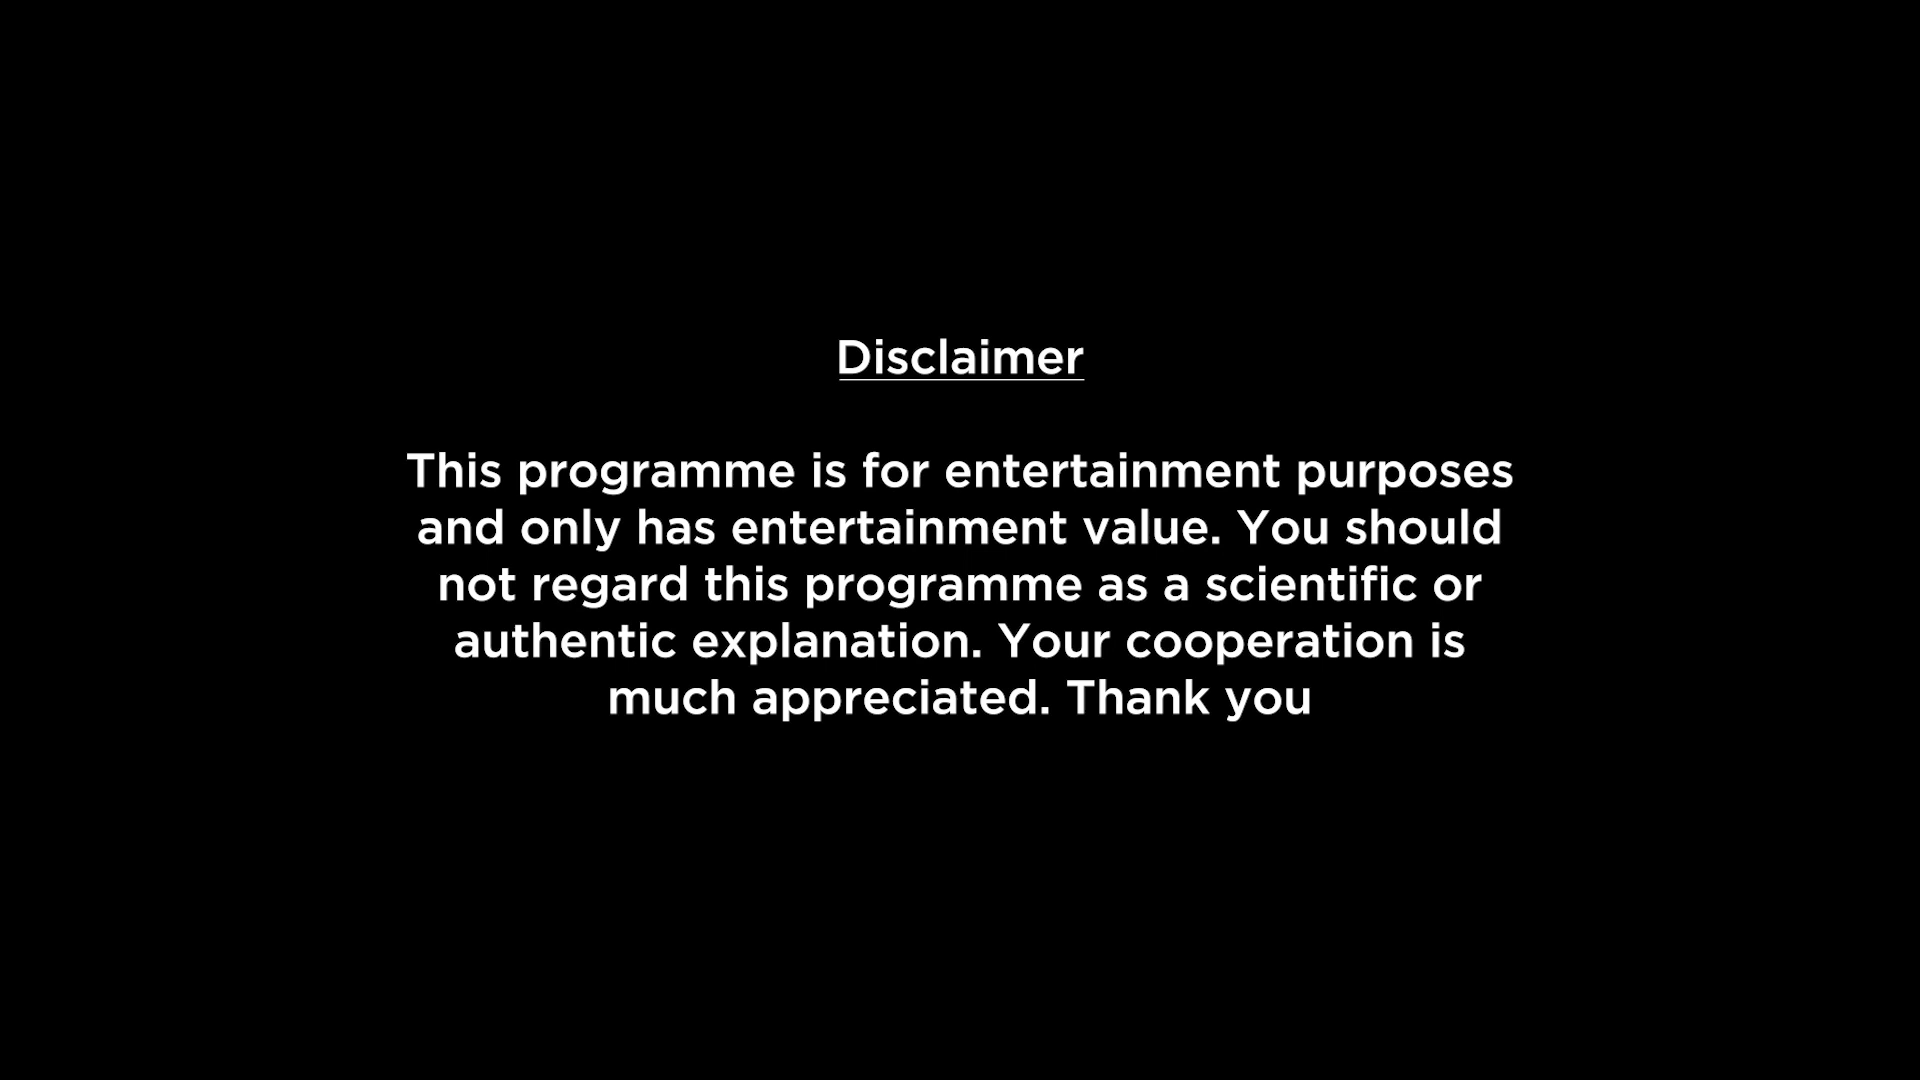 Disclaimer
This programme is for entertainment purposes
and only has entertainment value. You should
not regard this programme as a scientific or
authentic explanation. Your cooperation is
much appreciated. Thank you